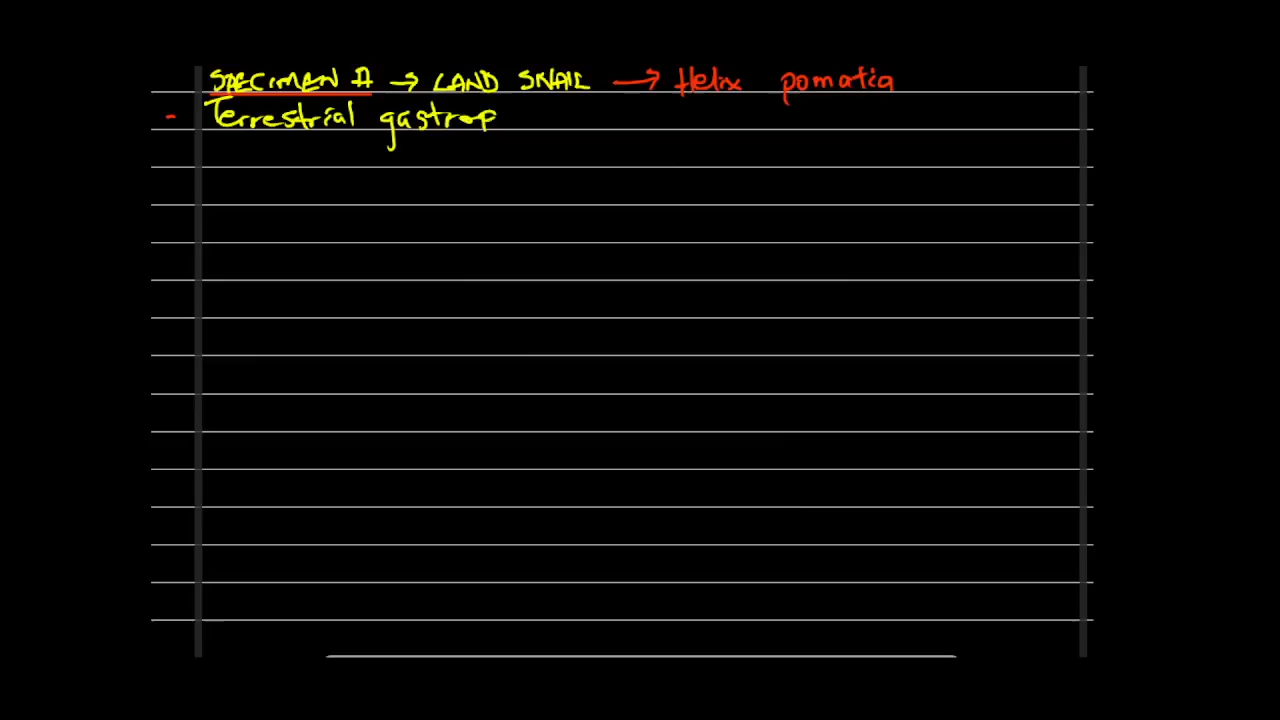 SPECIMEN A → LAND SNAIL → Helix pomatia
- Terrestrial gastrop